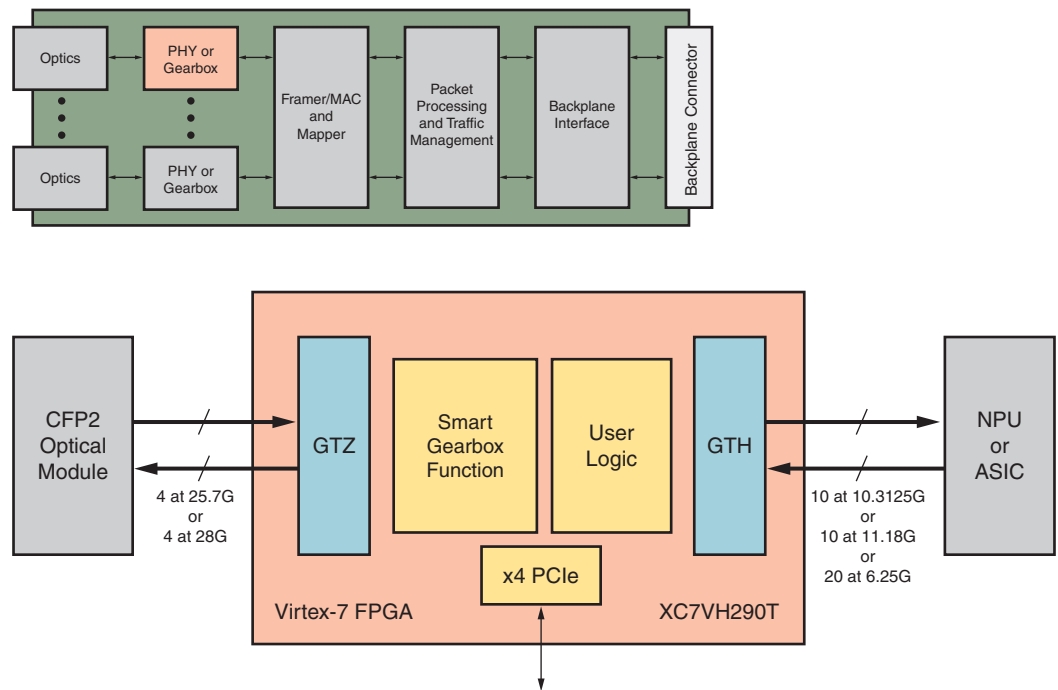 Optics
PHY or
Gearbox
Framer/MAC
and
Mapper
Packet
Processing
and Traffic
Management
Backplane
Interface
Backplane Connector
Optics
PHY or
Gearbox
CFP2
Optical
Module
4 at 25.7G
or
4 at 28G
GTZ
Smart
Gearbox
Function
User
Logic
GTH
x4 PCIe
Virtex-7 FPGA
XC7VH290T
10 at 10.3125G
or
10 at 11.18G
or
20 at 6.25G
NPU
or
ASIC